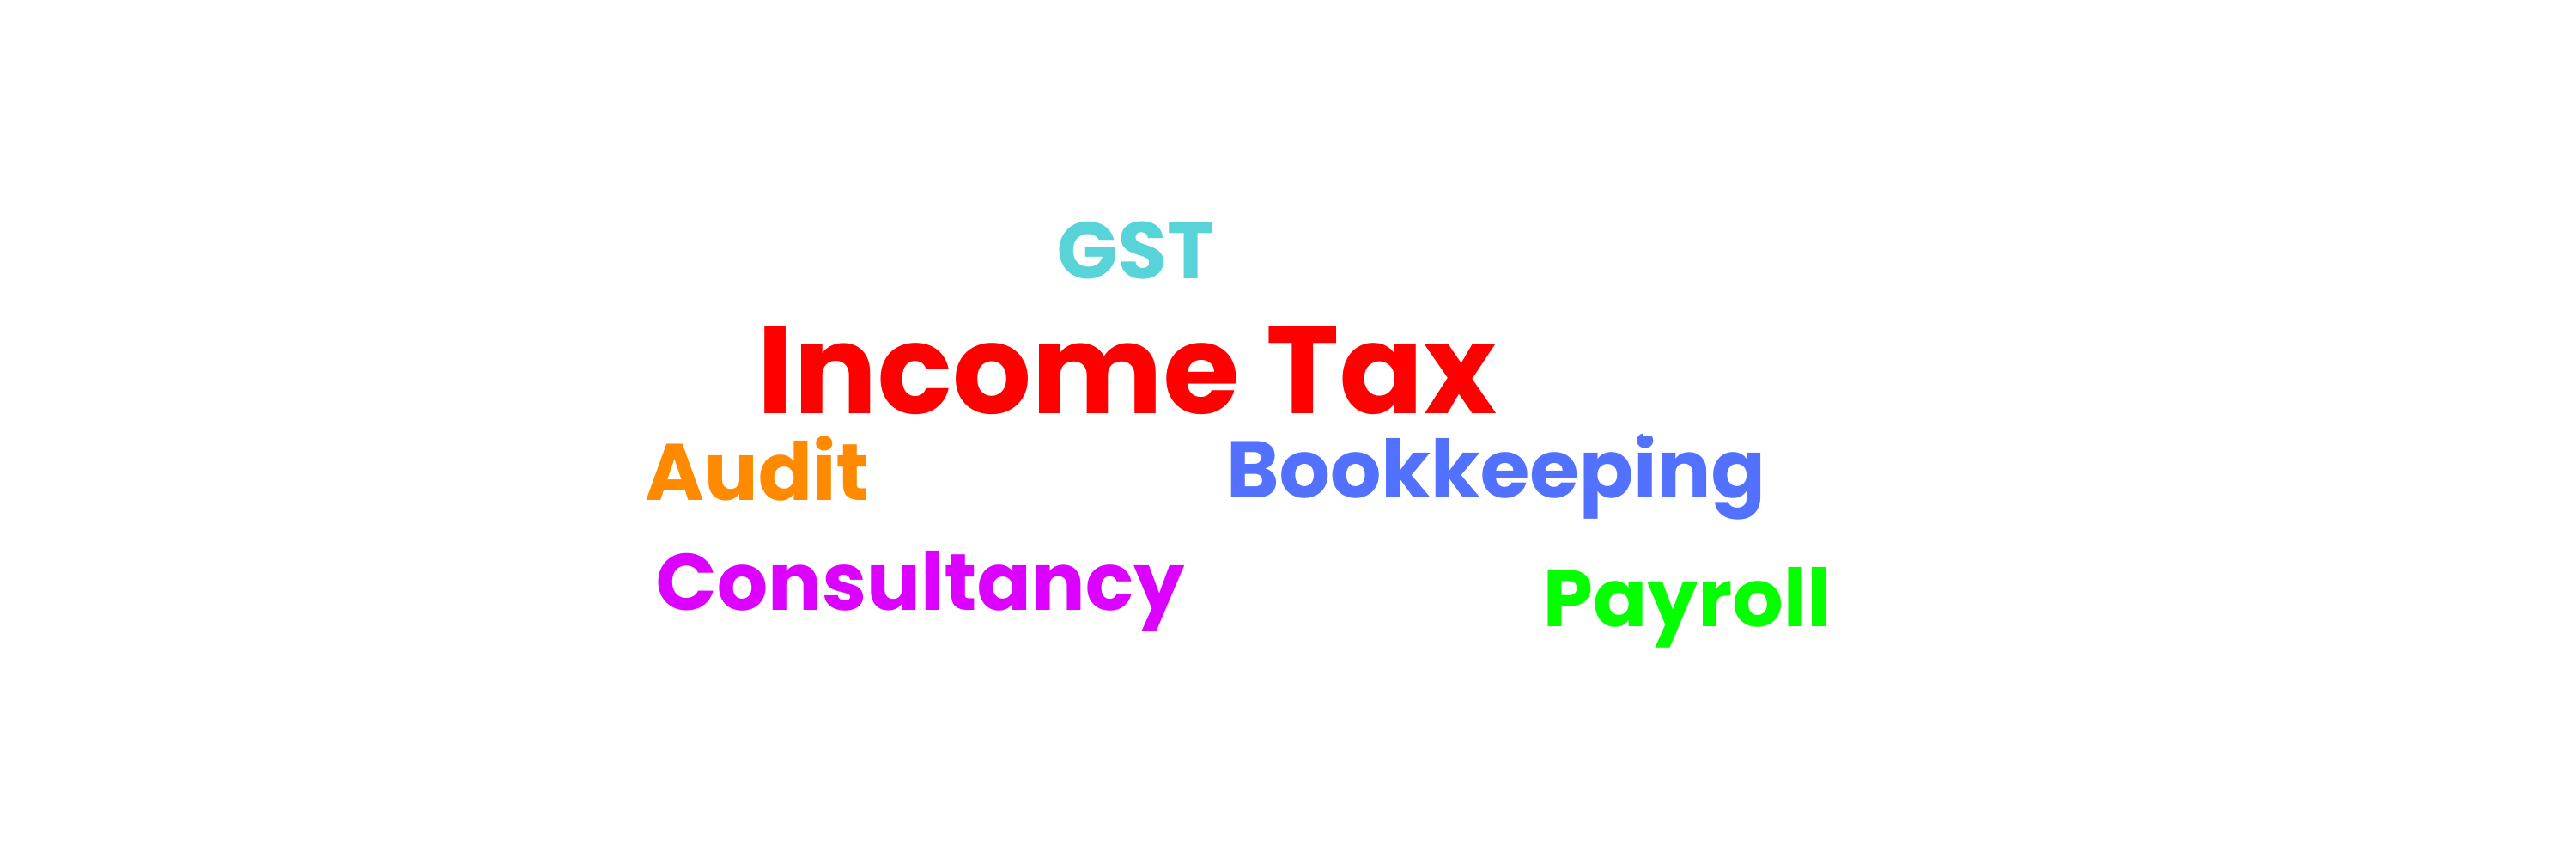 GST
Income Tax
Audit
Bookkeeping
Consultancy
Payroll